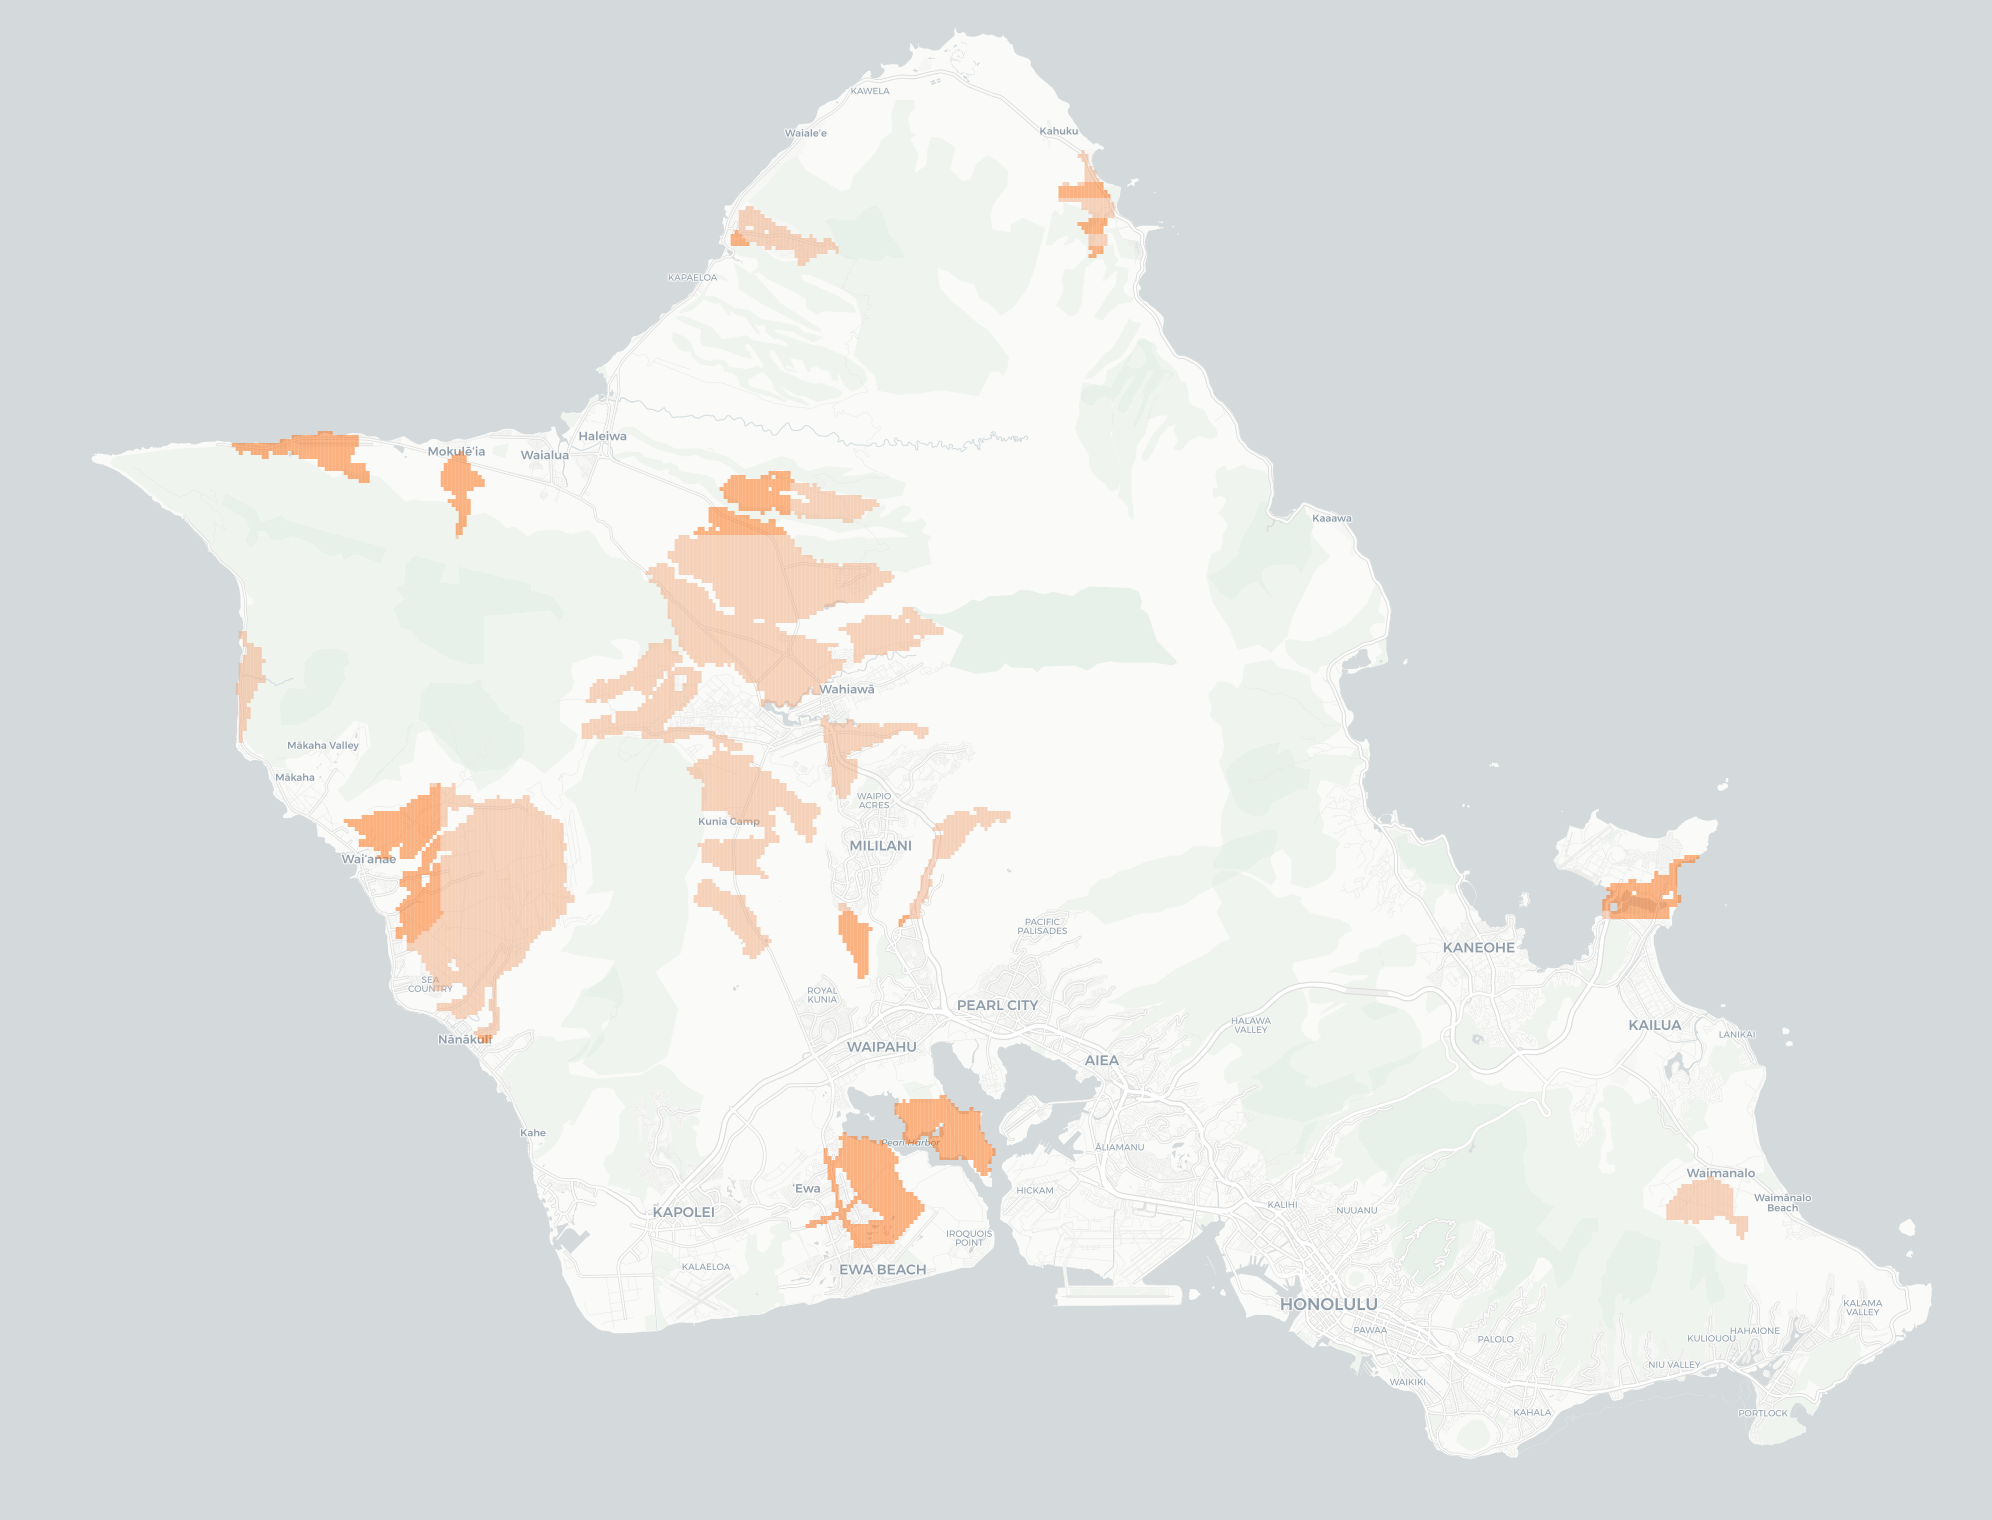 KAWELA
Waiale'e
Kahuku
KAPAELOA
Haleiwa
Mokulē'ia
Waialua
Kaaawa
Wahiawā
Mākaha Valley
Mākaha
WAIPIO
ACRES
Kunia Camp
MILILANI
Wai'anae
PACIFIC
PALISADES
KANEOHE
SEA
COUNTRY
ROYAL
KUNIA
PEARL CITY
HALAWA
VALLEY
KAILUA
LANIKAI
Nānākuli
WAIPAHU
AIEA
Kahe
Pearl Harbor
ĀLIAMANU
Waimanalo
'Ewa
HICKAM
Waimānalo
Beach
KAPOLEI
KALIHI
NUUANU
IROQUOIS
POINT
KALAELOA
EWA BEACH
HONOLULU
KALAMA
VALLEY
PAWAA
PALOLO
KULIOUOU
HAHAIONE
NIU VALLEY
WAIKIKI
KAHALA
PORTLOCK